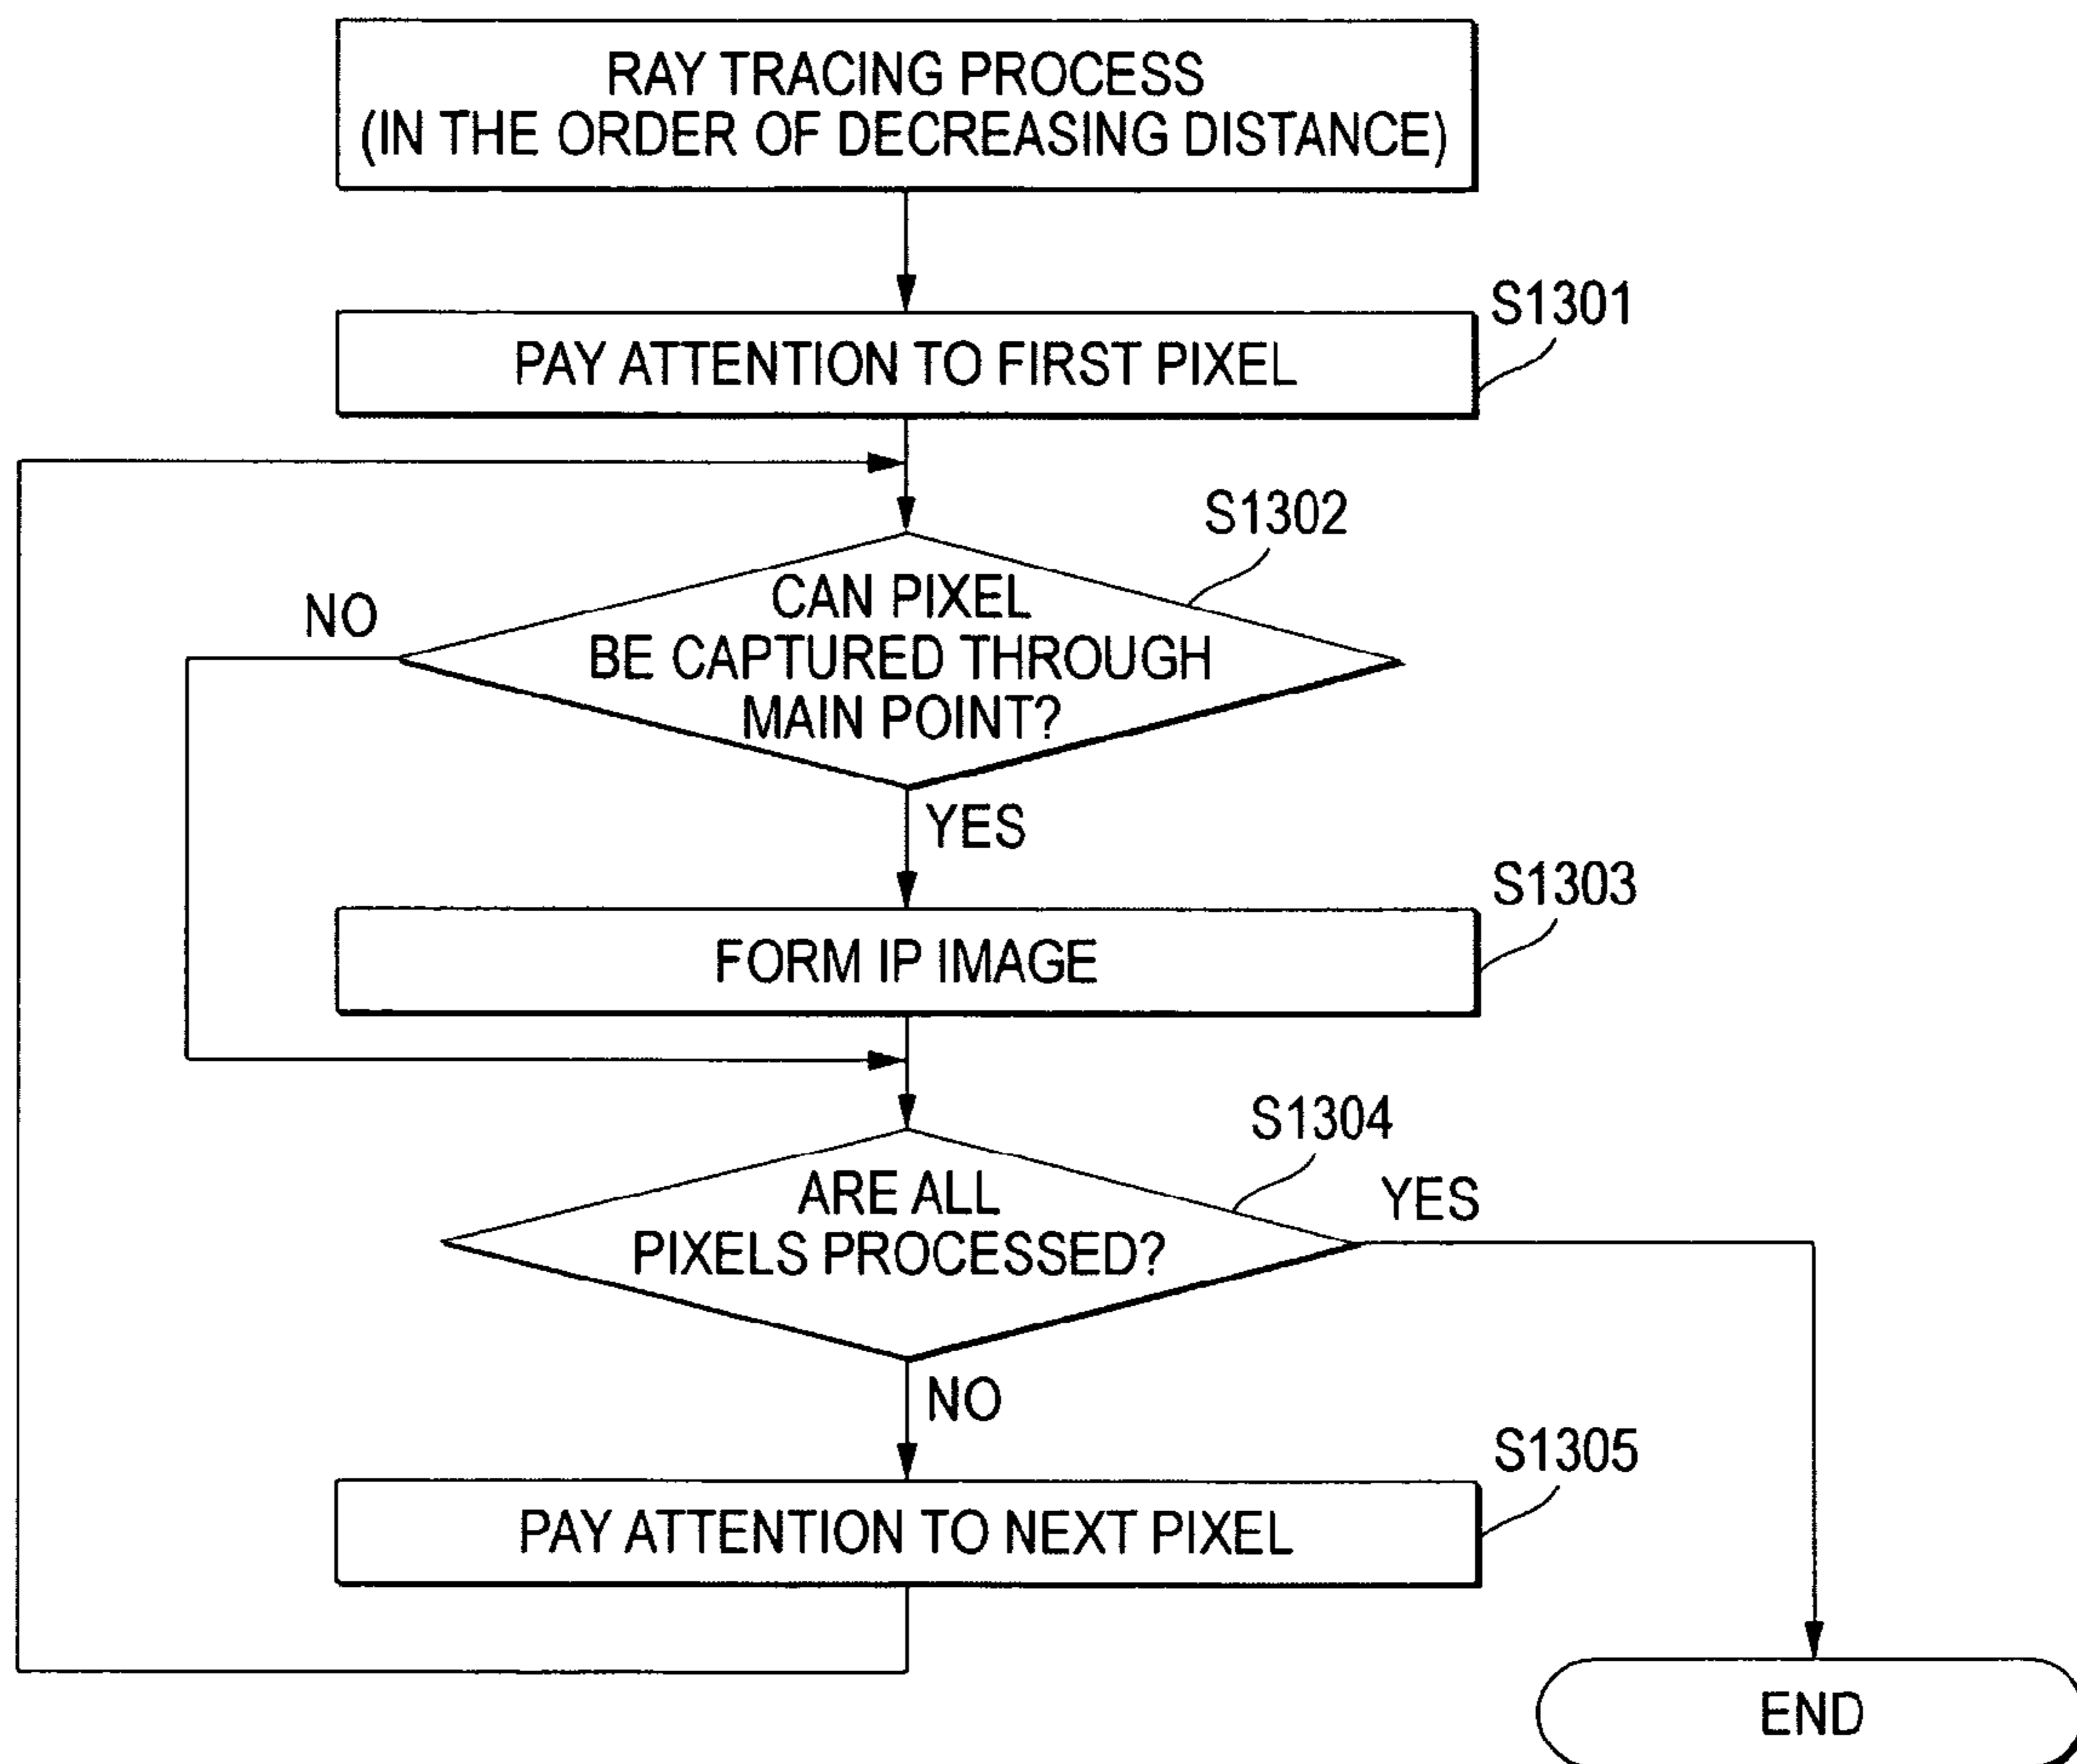 RAY TRACING PROCESS
(IN THE ORDER OF DECREASING DISTANCE)
S1301
PAY ATTENTION TO FIRST PIXEL
S1302
CAN PIXEL
BE CAPTURED THROUGH
MAIN POINT?
NO
YES
S1303
FORM IP IMAGE
S1304
ARE ALL
PIXELS PROCESSED?
YES
NO
S1305
PAY ATTENTION TO NEXT PIXEL
END